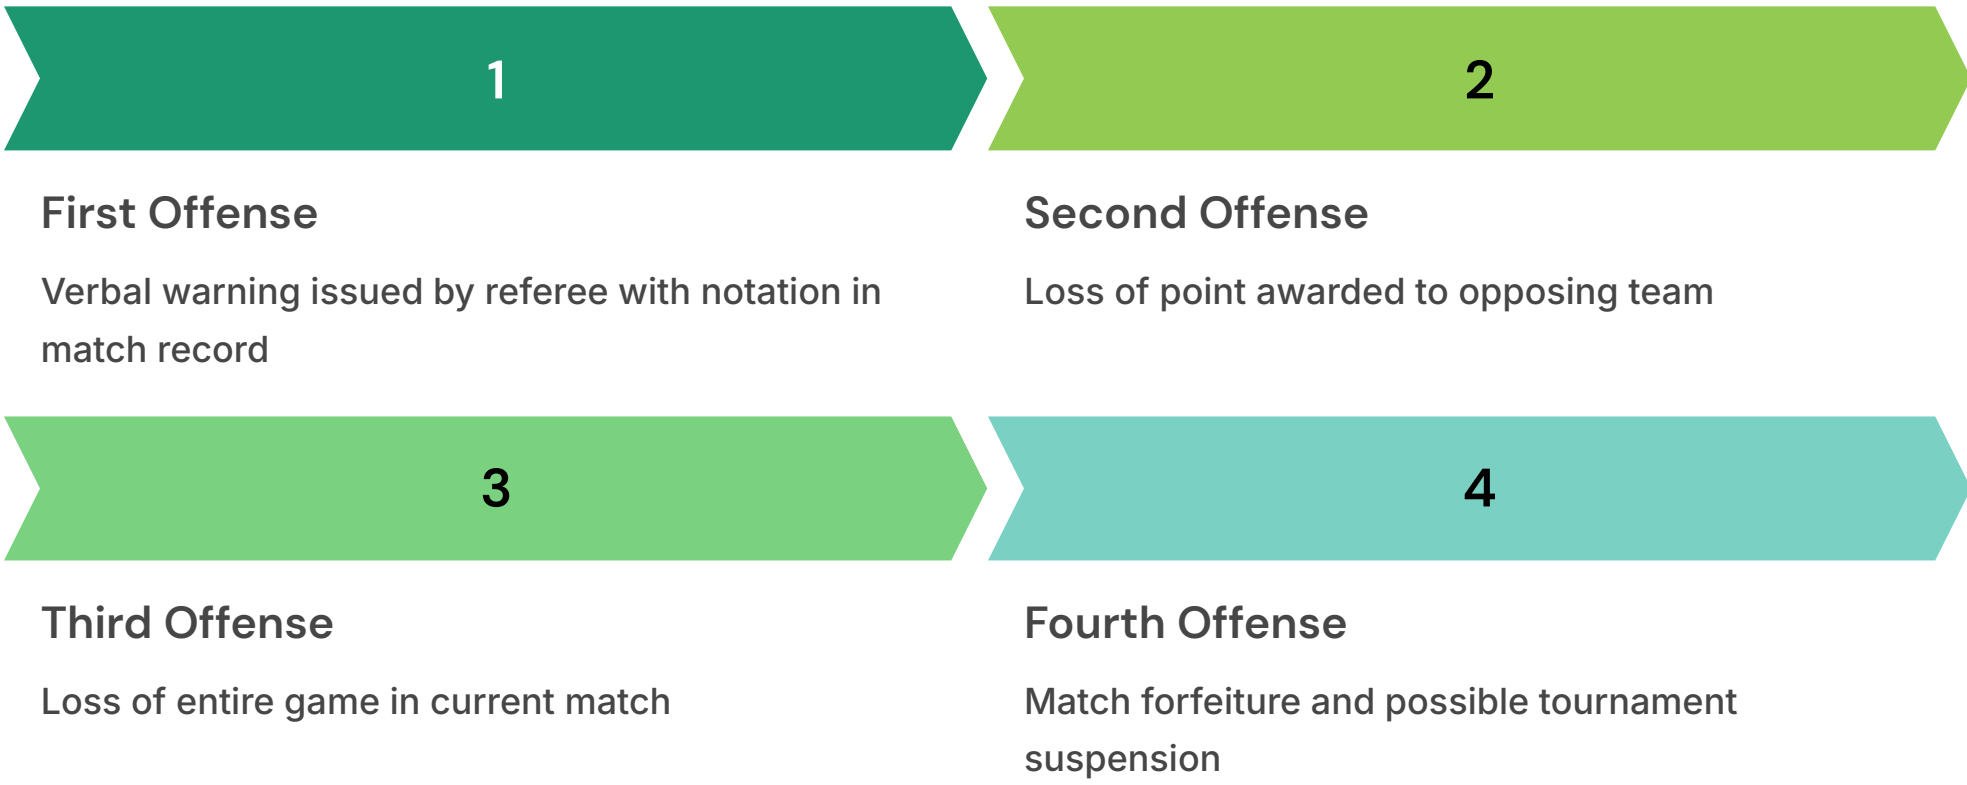 1
2
First Offense
Verbal warning issued by referee with notation in
match record
Second Offense
Loss of point awarded to opposing team
3
4
Third Offense
Loss of entire game in current match
Fourth Offense
Match forfeiture and possible tournament
suspension